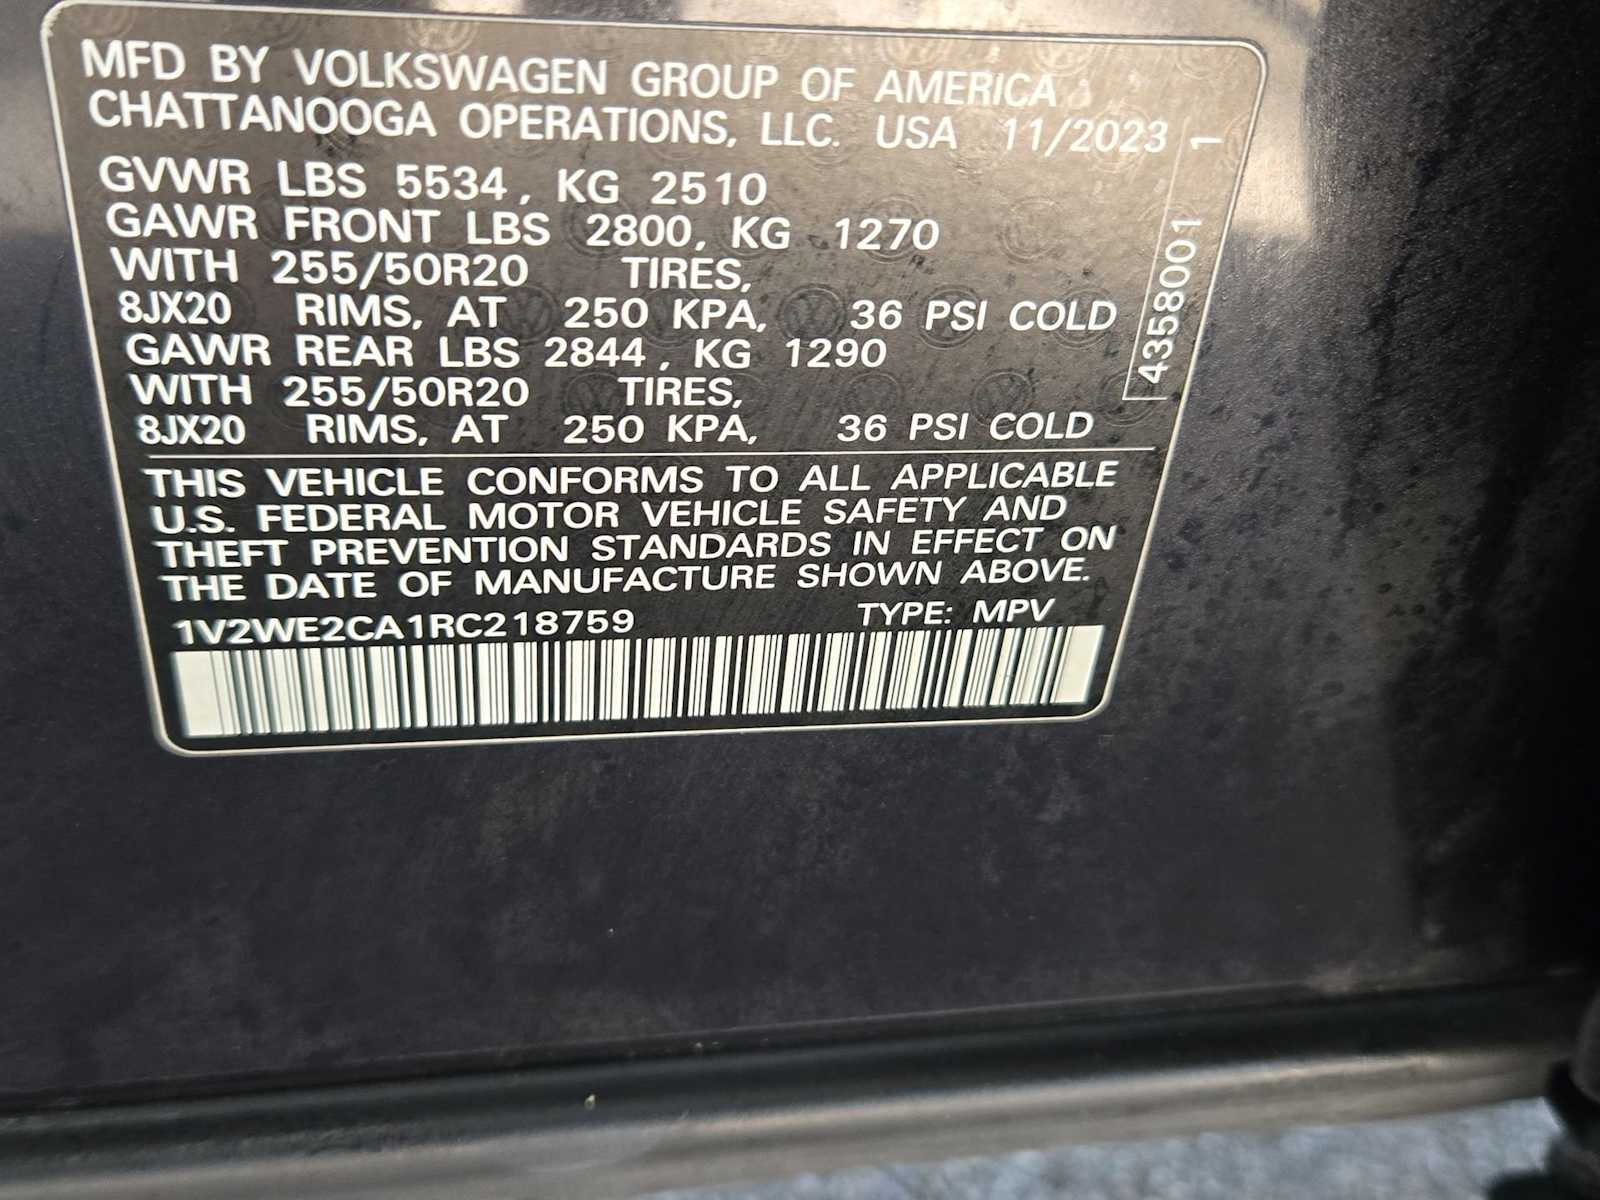 MFD BY VOLKSWAGEN GROUP OF AMERICA
CHATTANOOGA OPERATIONS, LLC. USA 11/2023
GVWR LBS 5534, KG 2510
GAWR FRONT LBS 2800, KG 1270
WITH 255/50R20 TIRES,
8JX20 RIMS, AT 250 KPA, 36 PSI COLD
GAWR REAR LBS 2844, KG 1290
WITH 255/50R20 TIRES,
8JX20 RIMS, AT 250 KPA, 36 PSI COLD
THIS VEHICLE CONFORMS TO ALL APPLICABLE
U.S. FEDERAL MOTOR VEHICLE SAFETY AND
THEFT PREVENTION STANDARDS IN EFFECT ON
THE DATE OF MANUFACTURE SHOWN ABOVE.
1V2WE2CA1RC218759 TYPE: MPV
4358001 1